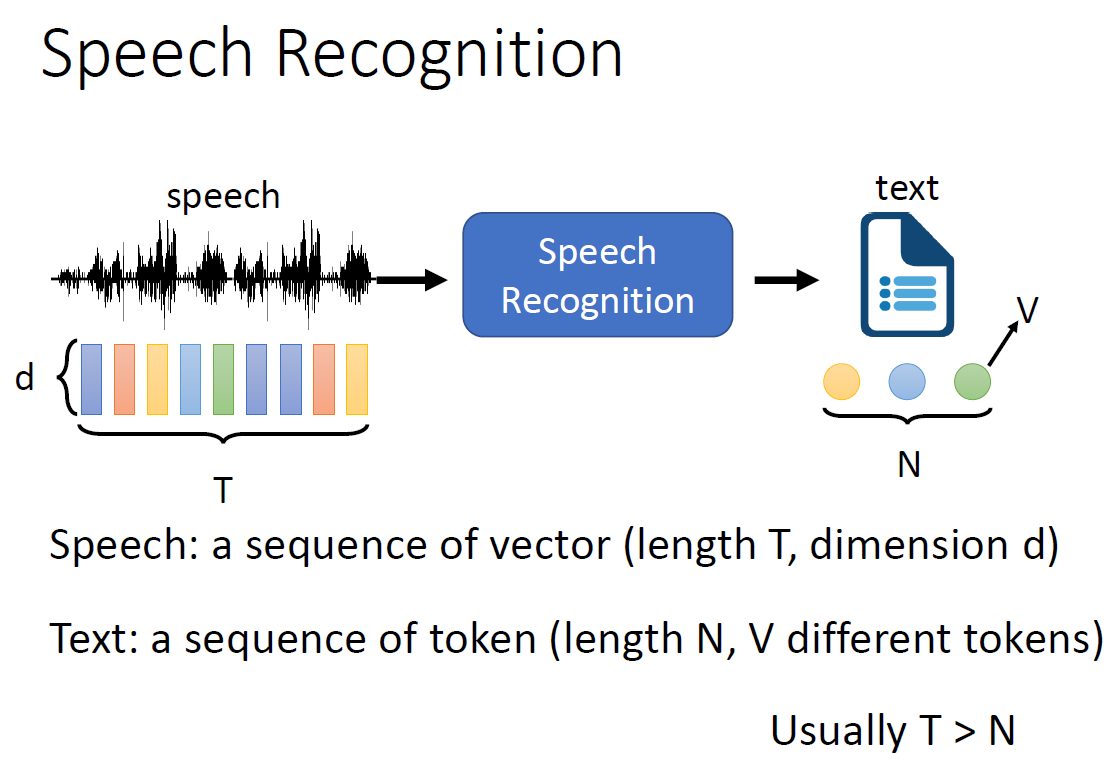 Speech Recognition
speech
text
Speech
Recognition
V
d
T
N
Speech: a sequence of vector (length T, dimension d)
Text: a sequence of token (length N, V different tokens)
Usually T > N